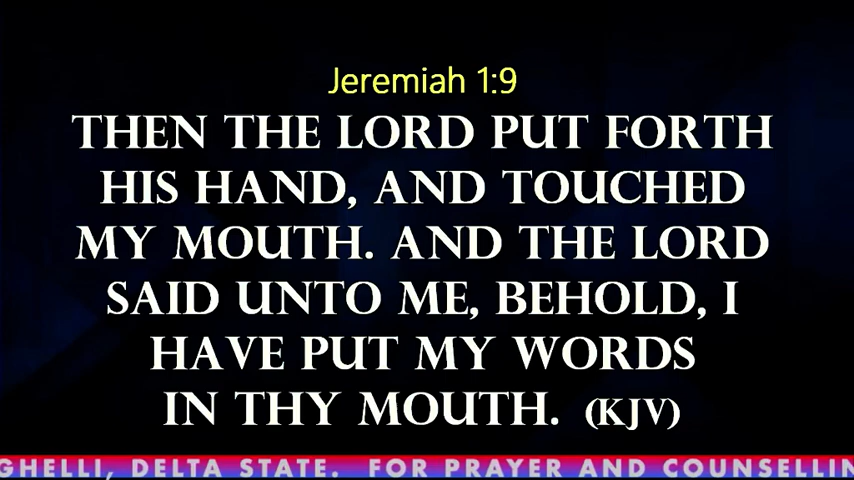 Jeremiah 1:9
THEN THE LORD PUT FORTH
HIS HAND, AND TOUCHED
MY MOUTH. AND THE LORD
SAID UNTO ME, BEHOLD, I
HAVE PUT MY WORDS
IN THY MOUTH. (KJV)
GHELLI, DELTA STATE. FOR PRAYER AND COUNSELLIN